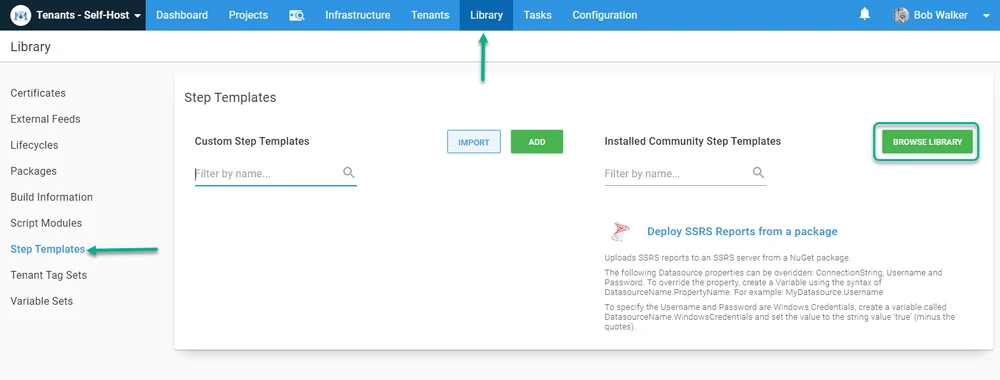 Tenants - Self-Host Dashboard Projects Infrastructure Tenants Library Tasks Configuration Bob Walker
Library
Certificates
External Feeds
Lifecycles
Packages
Build Information
Script Modules
Step Templates
Tenant Tag Sets
Variable Sets
Step Templates
Custom Step Templates IMPORT ADD
Filter by name...
Installed Community Step Templates BROWSE LIBRARY
Filter by name...
Deploy SSRS Reports from a package
Uploads SSRS reports to an SSRS server from a NuGet package.
The following Datasource properties can be overidden: ConnectionString, Username and
Password. To override the property, create a Variable using the syntax of
DatasourceName.PropertyName. For example: MyDatasource.Username
To specify the Username and Password are Windows Credentials, create a variable called
DatasourceName.WindowsCredentials and set the value to the string value 'true' (minus the
quotes).